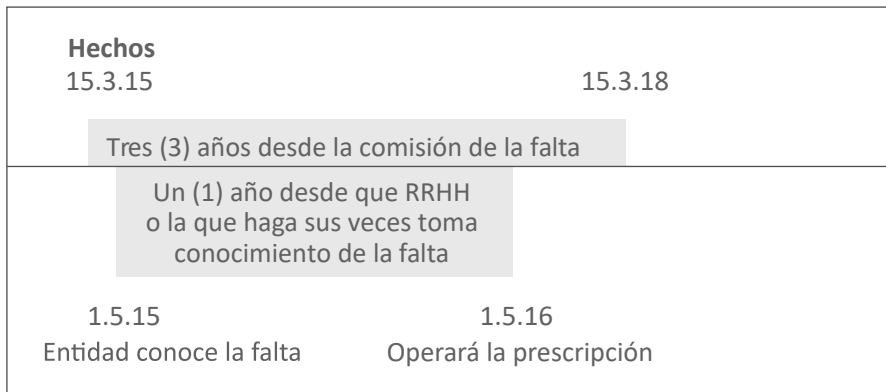 Hechos
15.3.15 15.3.18
Tres (3) años desde la comisión de la falta
Un (1) año desde que RRHH
o la que haga sus veces toma
conocimiento de la falta
1.5.15 1.5.16
Entidad conoce la falta Operará la prescripción